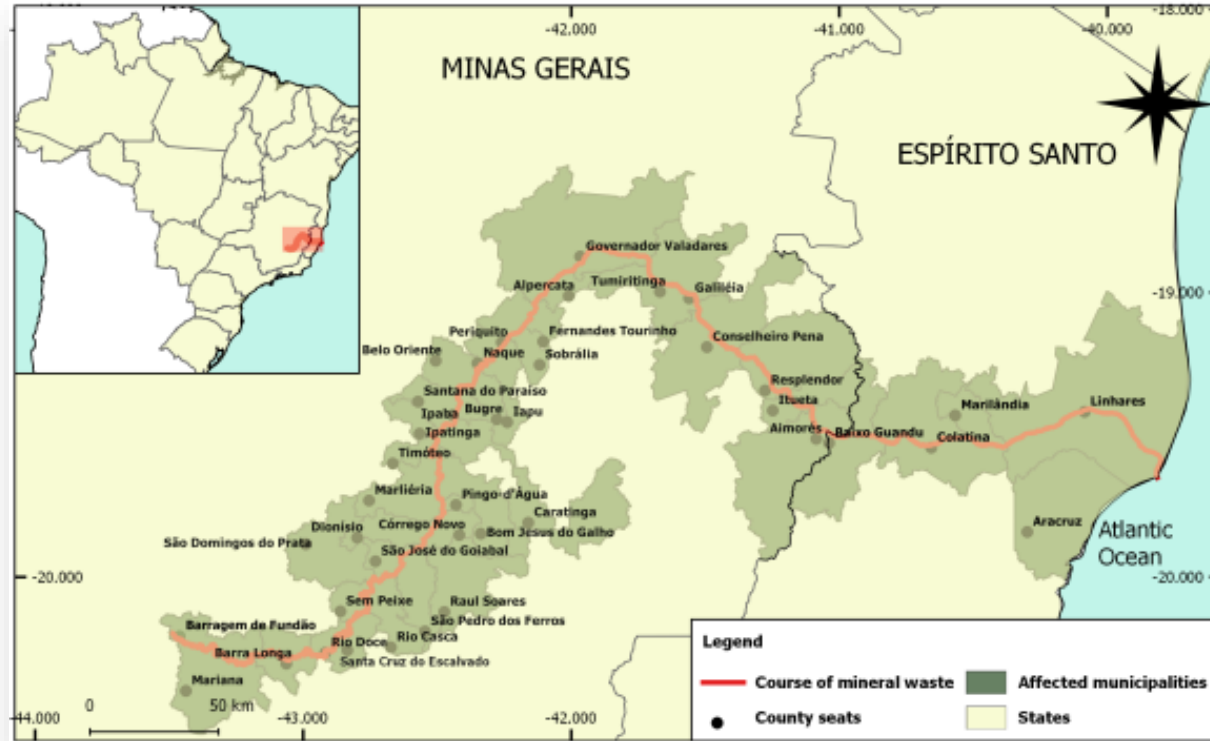 -42.000
-41.000
-40.000
-18.000
MINAS GERAIS
ESPÍRITO SANTO
Governador Valadares
Alpercata
Tumiritinga
Galiléia
-19.000
Periquito
Fernandes Tourinho
Conselheiro Pena
Belo Oriente
Naque
Sobrália
Resplendor
Santana do Paraíso
Itueta
Marilândia
Linhares
Ipaba
Bugre
Iapu
Ipatinga
Aimorés
Baixo Guandu
Colatina
Timóteo
Marliéria
Pingo-d'Água
Caratinga
Dionísio
Córrego Novo
Bom Jesus do Galho
Aracruz
São Domingos do Prata
São José do Goiabal
Atlantic
Ocean
-20.000
-20.000
Sem Peixe
Raul Soares
São Pedro dos Ferros
Barragem de Fundão
Rio Doce
Rio Casca
Barra Longa
Santa Cruz do Escalvado
Mariana
0
50 km
-44.000
-43.000
-42.000
Legend
Course of mineral waste
Affected municipalities
County seats
States